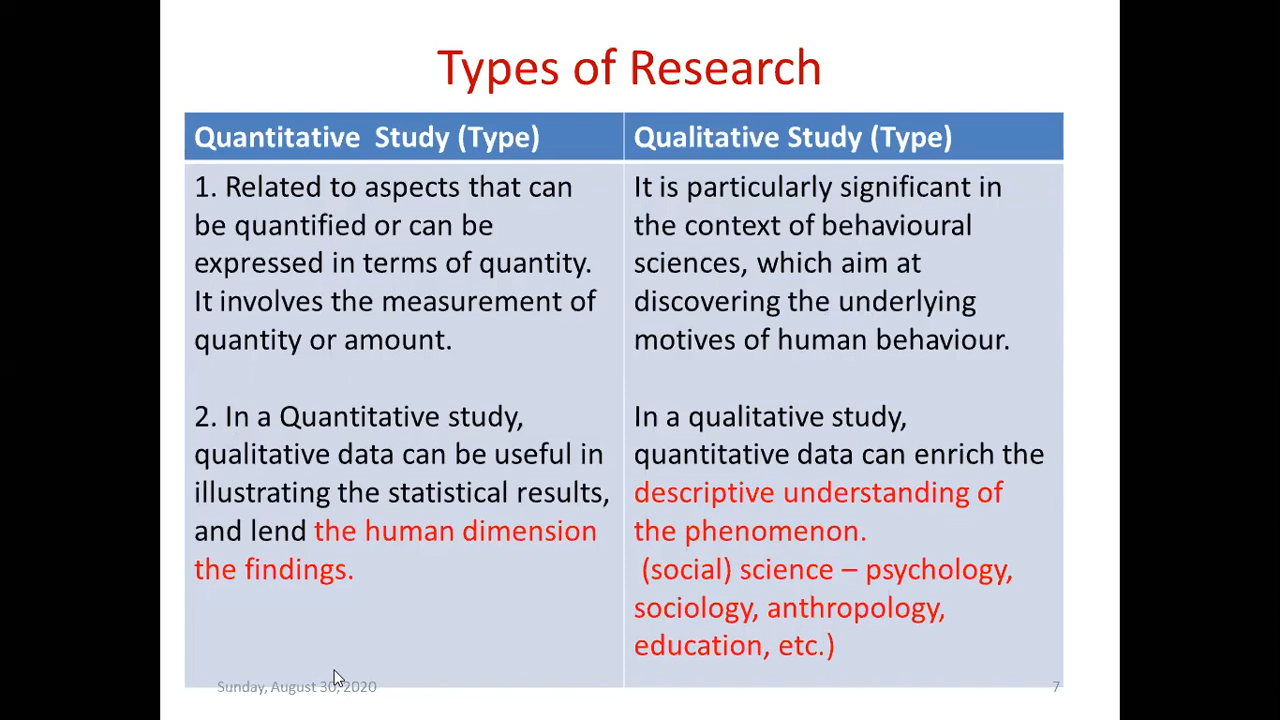 Types of Research
Quantitative Study (Type)
1. Related to aspects that can
be quantified or can be
expressed in terms of quantity.
It involves the measurement of
quantity or amount.
2. In a Quantitative study,
qualitative data can be useful in
illustrating the statistical results,
and lend the human dimension
the findings.
Qualitative Study (Type)
It is particularly significant in
the context of behavioural
sciences, which aim at
discovering the underlying
motives of human behaviour.
In a qualitative study,
quantitative data can enrich the
descriptive understanding of
the phenomenon.
(social) science – psychology,
sociology, anthropology,
education, etc.)
Sunday, August 30, 2020
7